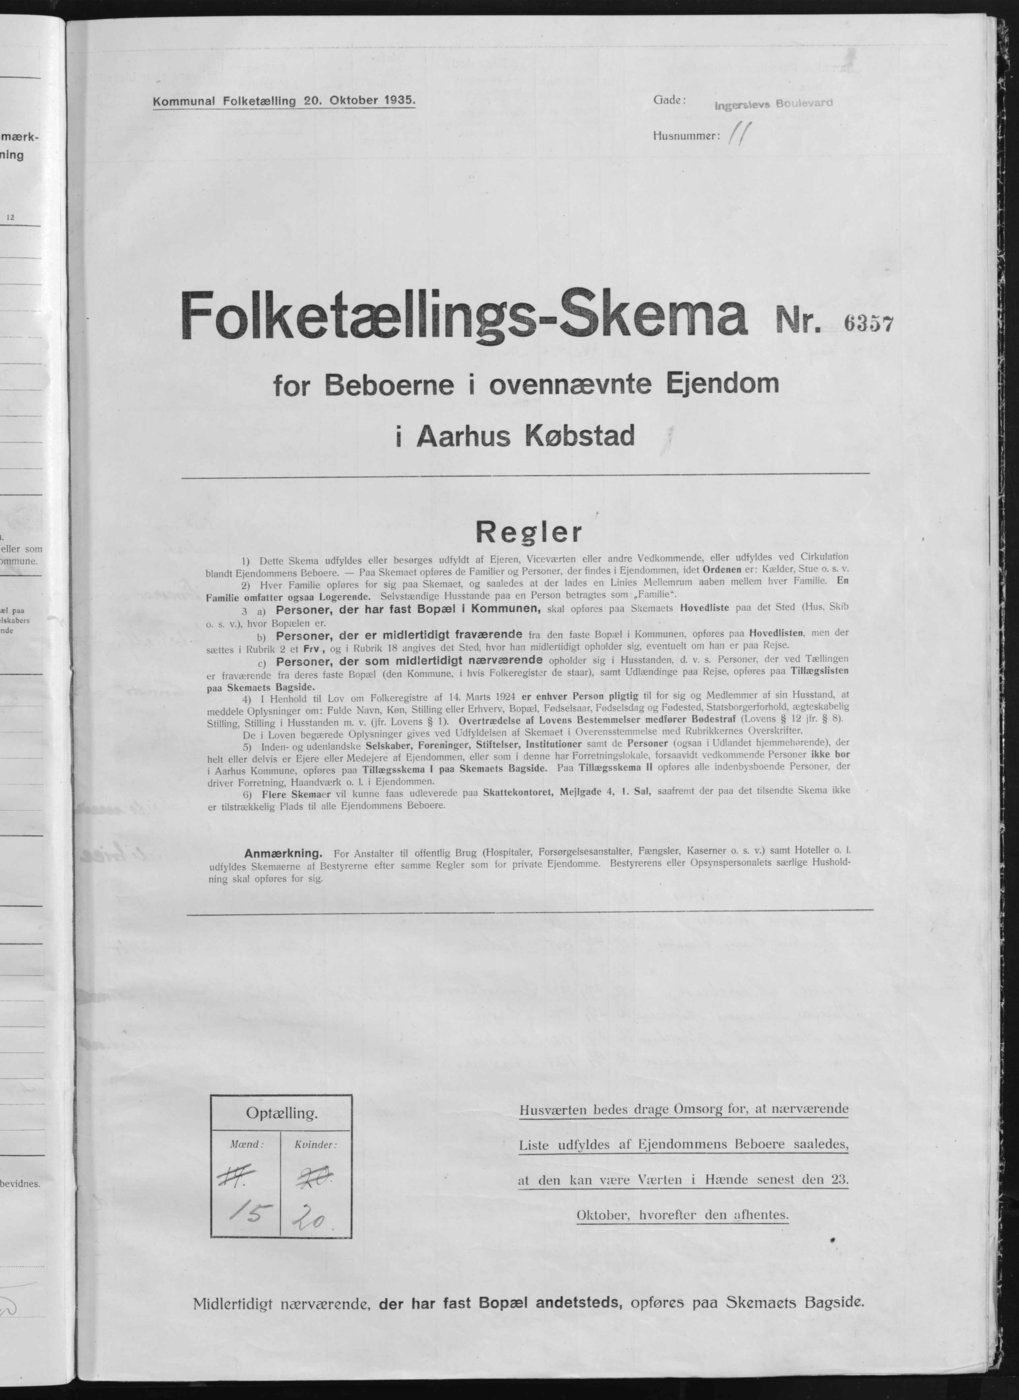 mærk-
ning
12
eller som
ommune.
æl paa
elskabers
nde
bevidnes.
Kommunal Folketælling 20. Oktober 1935.
Gade: Ingerslevs Boulevard
Husnummer: 11
Folketællings-Skema Nr. 6357
for Beboerne i ovennævnte Ejendom
i Aarhus Købstad
Regler
1) Dette Skema udfyldes eller besørges udfyldt af Ejeren, Viceværten eller andre Vedkommende, eller udfyldes ved Cirkulation
blandt Ejendommens Beboere. — Paa Skemaet opføres de Familier og Personer, der findes i Ejendommen, idet Ordenen er: Kælder, Stue o. s. v.
2) Hver Familie opføres for sig paa Skemaet, og saaledes at der lades en Linies Mellemrum aaben mellem hver Familie. En
Familie omfatter ogsaa Logerende. Selvstændige Husstande paa en Person betragtes som „Familie“.
3 a) Personer, der har fast Bopæl i Kommunen, skal opføres paa Skemaets Hovedliste paa det Sted (Hus, Skib
o. s. v.), hvor Bopælen er.
b) Personer, der er midlertidigt fraværende fra den faste Bopæl i Kommunen, opføres paa Hovedlisten, men der
sættes i Rubrik 2 et Frv., og i Rubrik 18 angives det Sted, hvor han midlertidigt opholder sig, eventuelt om han er paa Rejse.
c) Personer, der som midlertidigt nærværende opholder sig i Husstanden, d. v. s. Personer, der ved Tællingen
er fraværende fra deres faste Bopæl (den Kommune, i hvis Folkeregister de staar), samt Udlændinge paa Rejse, opføres paa Tillægslisten
paa Skemaets Bagside.
4) I Henhold til Lov om Folkeregistre af 14. Marts 1924 er enhver Person pligtig til for sig og Medlemmer af sin Husstand, at
meddele Oplysninger om: Fulde Navn, Køn, Stilling eller Erhverv, Bopæl, Fødselsaar, Fødselsdag og Fødested, Statsborgerforhold, ægteskabelig
Stilling, Stilling i Husstanden m. v. (jfr. Lovens § 1). Overtrædelse af Lovens Bestemmelser medfører Bødestraf (Lovens § 12 jfr. § 8).
De i Loven begærede Oplysninger gives ved Udfyldelsen af Skemaet i Overensstemmelse med Rubrikkernes Overskrifter.
5) Inden- og udenlandske Selskaber, Foreninger, Stiftelser, Institutioner samt de Personer (ogsaa i Udlandet hjemmehørende), der
helt eller delvis er Ejere eller Medejere af Ejendommen, eller som i denne har Forretningslokale, forsaavidt vedkommende Personer ikke bor
i Aarhus Kommune, opføres paa Tillægsskema I paa Skemaets Bagside. Paa Tillægsskema II opføres alle indenbysboende Personer, der
driver Forretning, Haandværk o. l. i Ejendommen.
6) Flere Skemaer vil kunne faas udleverede paa Skattekontoret, Mejlgade 4, 1. Sal, saafremt der paa det tilsendte Skema ikke
er tilstrækkelig Plads til alle Ejendommens Beboere.
Anmærkning. For Anstalter til offentlig Brug (Hospitaler, Forsørgelsesanstalter, Fængsler, Kaserner o. s. v.) samt Hoteller o. l.
udfyldes Skemaerne af Bestyrerne efter samme Regler som for private Ejendomme. Bestyrerens eller Opsynspersonalets særlige Hushold-
ning skal opføres for sig.
Optælling.
Mænd: Kvinder:
15 20.
Husværten bedes drage Omsorg for, at nærværende
Liste udfyldes af Ejendommens Beboere saaledes,
at den kan være Værten i Hænde senest den 23.
Oktober, hvorefter den afhentes.
Midlertidigt nærværende, der har fast Bopæl andetsteds, opføres paa Skemaets Bagside.